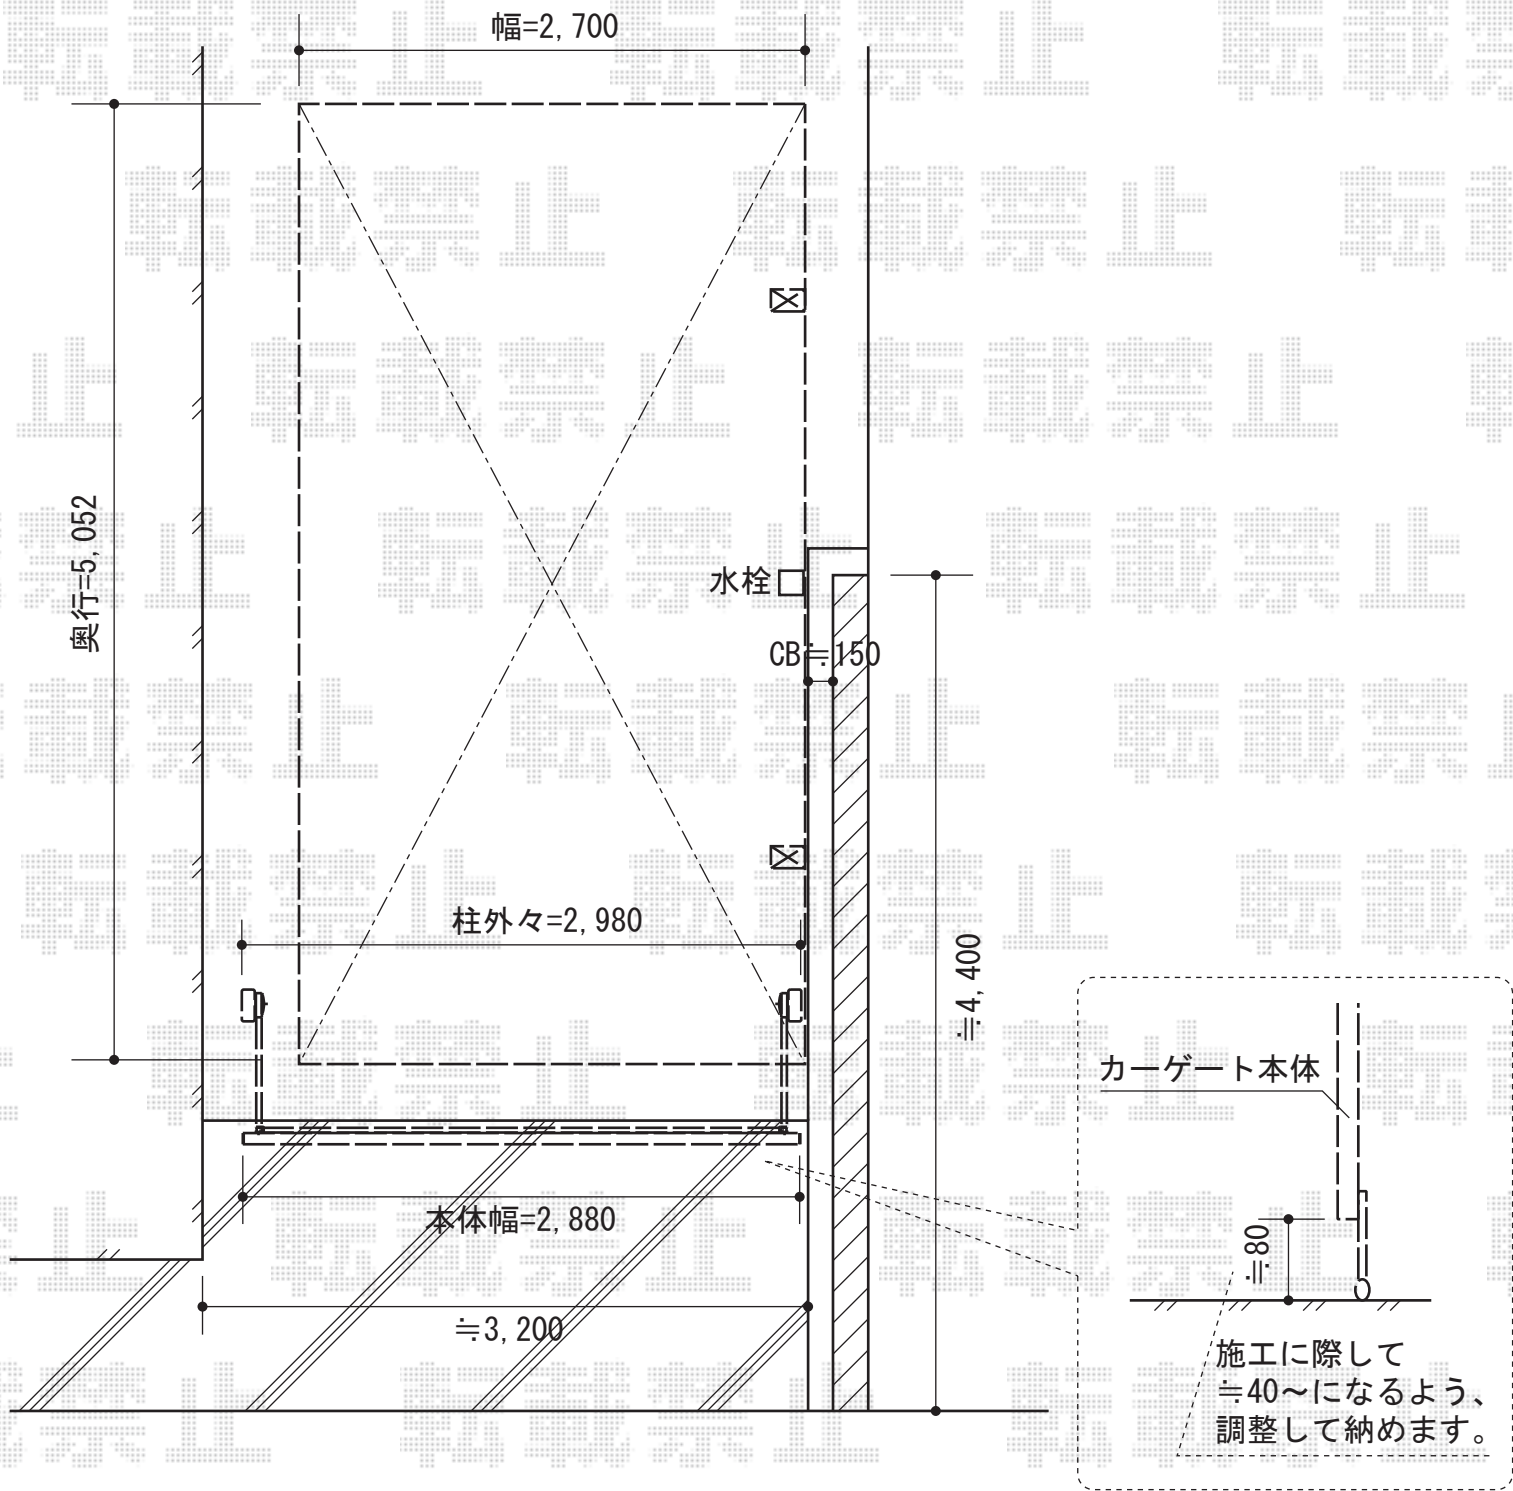 幅=2,700
奥行=5,052
水栓
CB≒150
柱外々=2,980
≒4,400
カーゲート本体
本体幅=2,880
≒80
≒3,200
施工に際して
≒40～になるよう、
調整して納めます。
転載禁止